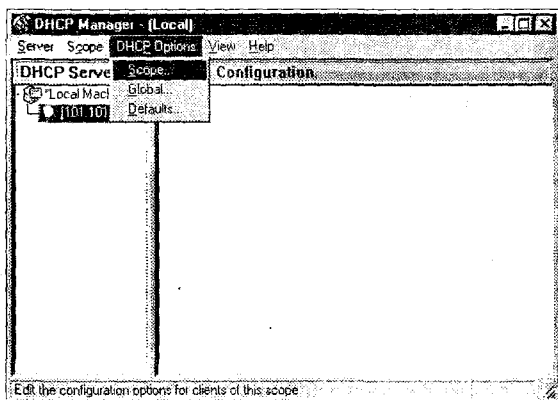 DHCP Manager - (Local)
Server Scope DHCP Options View Help
DHCP Serve
Configuration
Scope...
Global...
Defaults...
*Local Mach
[101.101
Edit the configuration options for clients of this scope